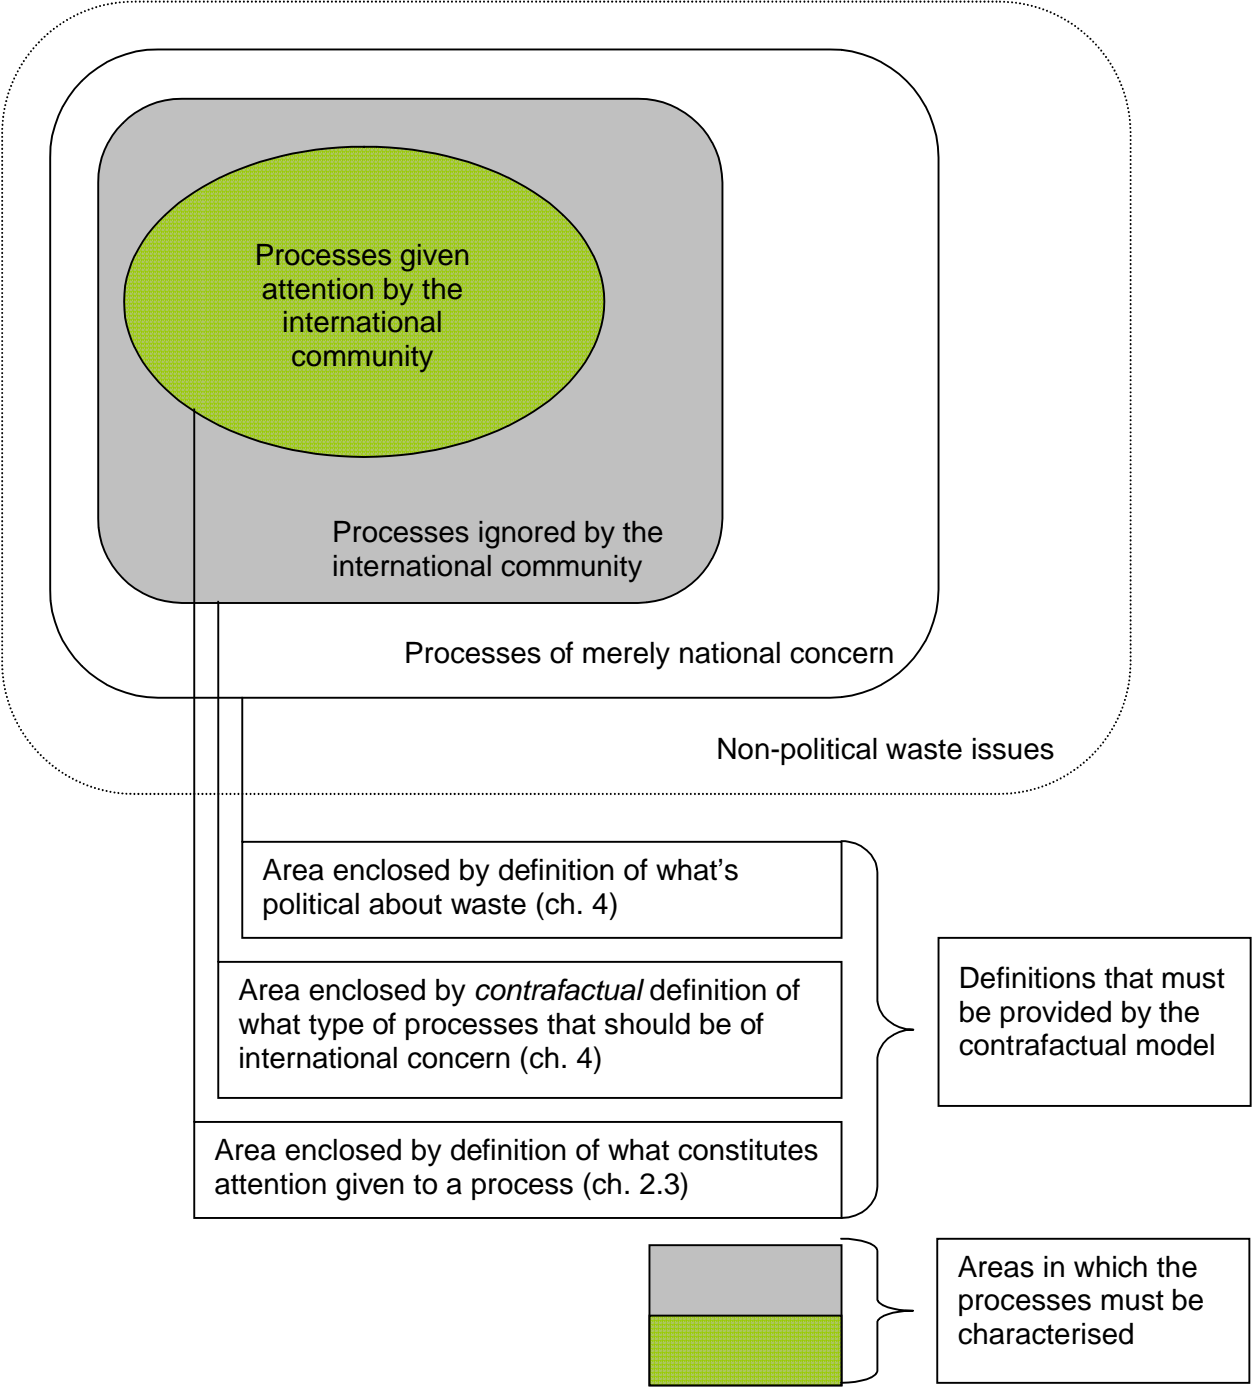 Processes given
attention by the
international
community
Processes ignored by the
international community
Processes of merely national concern
Non-political waste issues
Area enclosed by definition of what’s
political about waste (ch. 4)
Area enclosed by contrafactual definition of
what type of processes that should be of
international concern (ch. 4)
Area enclosed by definition of what constitutes
attention given to a process (ch. 2.3)
Definitions that must
be provided by the
contrafactual model
Areas in which the
processes must be
characterised